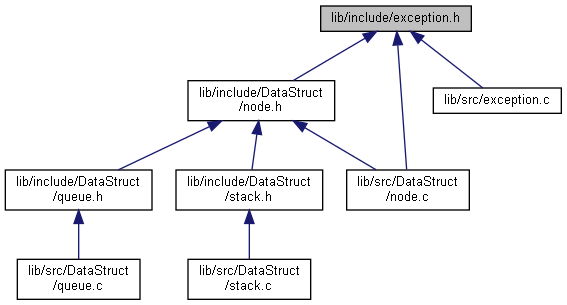 lib/include/exception.h
lib/include/DataStruct
/node.h
lib/src/exception.c
lib/include/DataStruct
/queue.h
lib/include/DataStruct
/stack.h
lib/src/DataStruct
/node.c
lib/src/DataStruct
/queue.c
lib/src/DataStruct
/stack.c